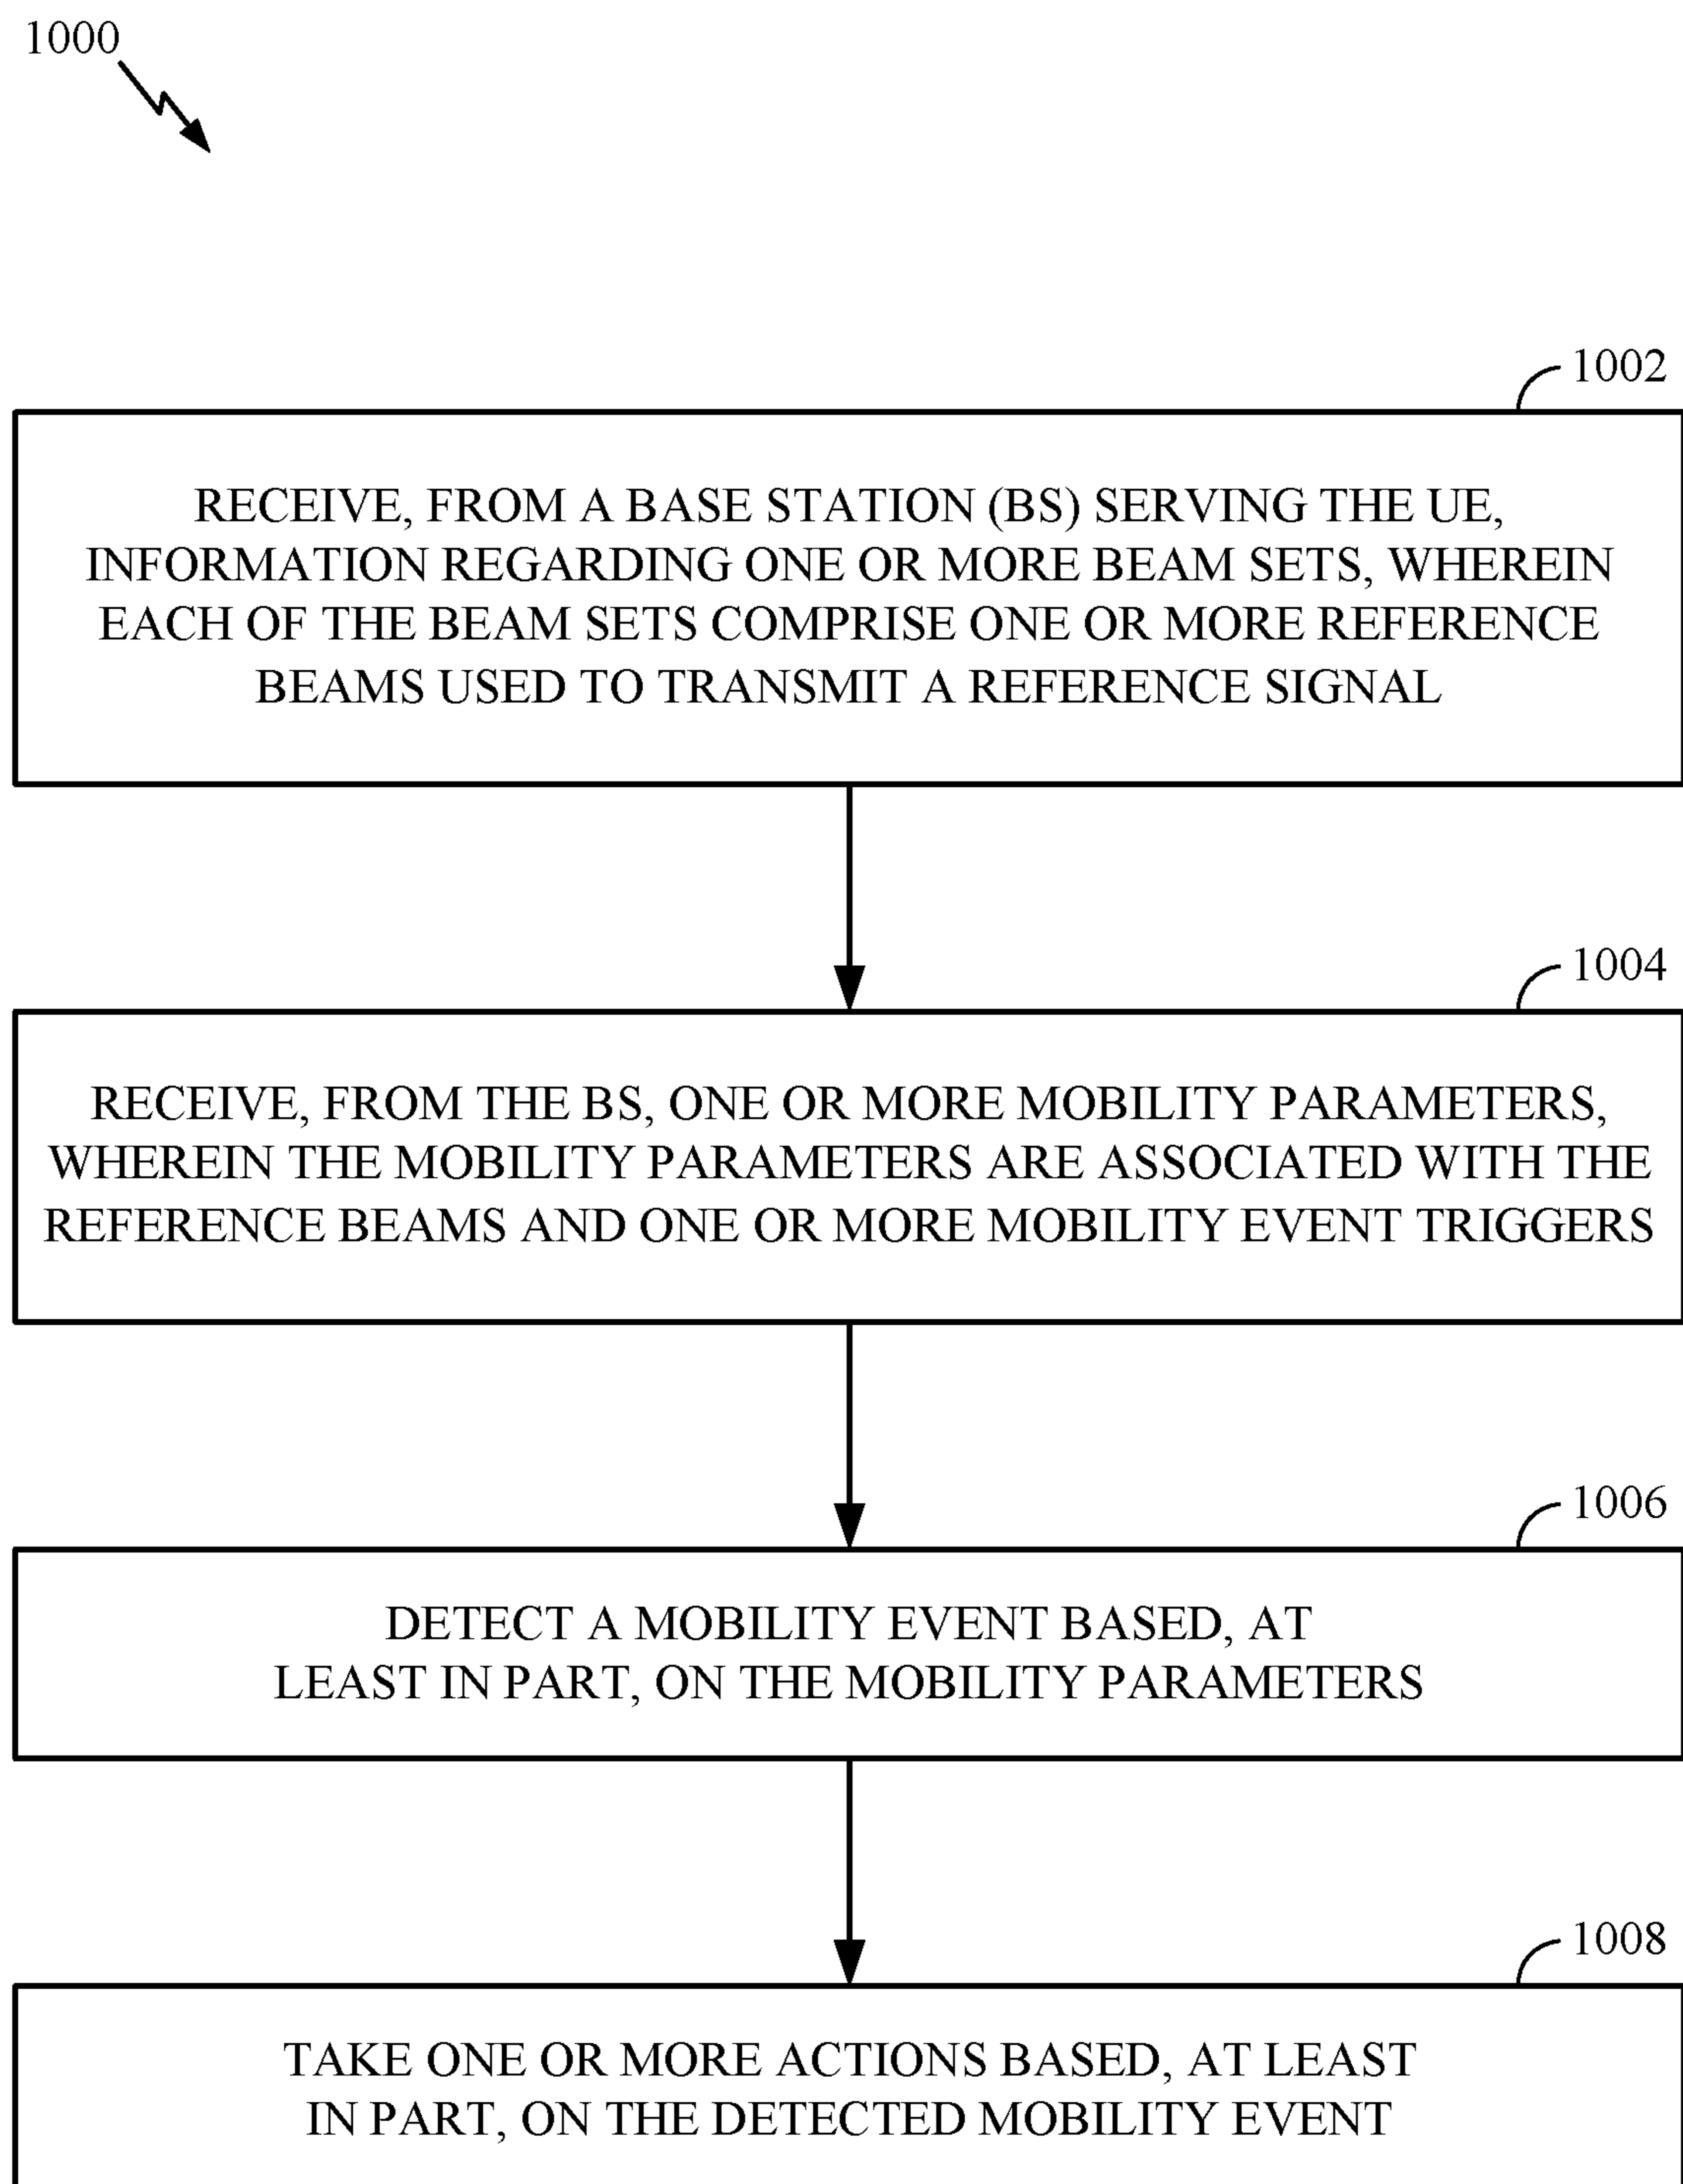 1000
1002
RECEIVE, FROM A BASE STATION (BS) SERVING THE UE,
INFORMATION REGARDING ONE OR MORE BEAM SETS, WHEREIN
EACH OF THE BEAM SETS COMPRISE ONE OR MORE REFERENCE
BEAMS USED TO TRANSMIT A REFERENCE SIGNAL
1004
RECEIVE, FROM THE BS, ONE OR MORE MOBILITY PARAMETERS,
WHEREIN THE MOBILITY PARAMETERS ARE ASSOCIATED WITH THE
REFERENCE BEAMS AND ONE OR MORE MOBILITY EVENT TRIGGERS
1006
DETECT A MOBILITY EVENT BASED, AT
LEAST IN PART, ON THE MOBILITY PARAMETERS
1008
TAKE ONE OR MORE ACTIONS BASED, AT LEAST
IN PART, ON THE DETECTED MOBILITY EVENT